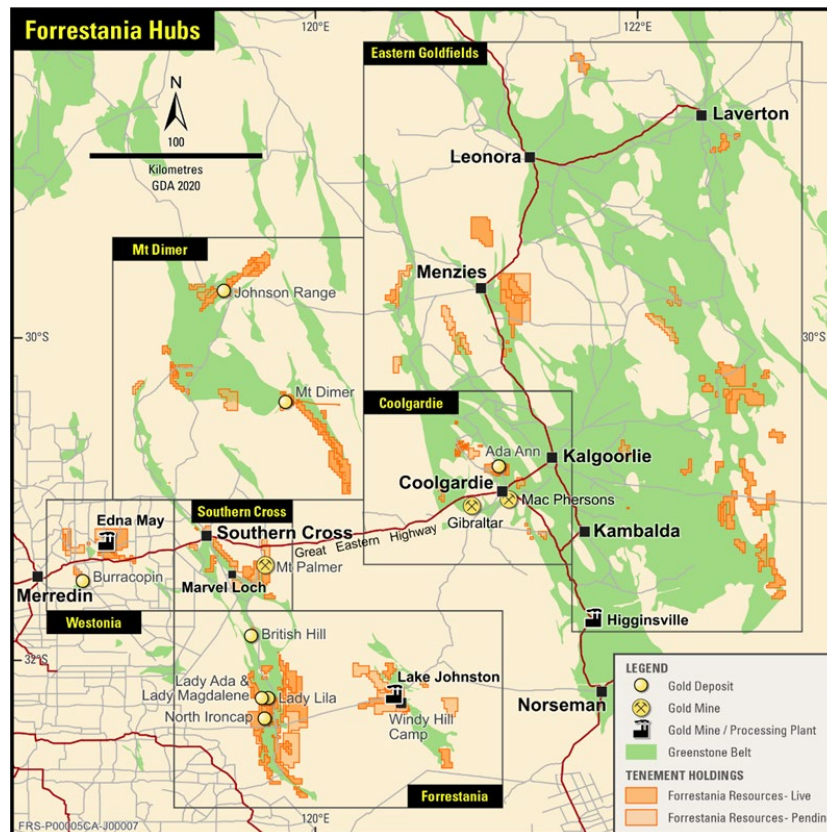 Forrestania Hubs
120°E
122°E
N
100
Kilometres
GDA 2020
Eastern Goldfields
Laverton
Leonora
Mt Dimer
Johnson Range
Menzies
30°S
30°S
Mt Dimer
Coolgardie
Ada Ann
Kalgoorlie
Coolgardie
Mac Phersons
Gibraltar
Southern Cross
Edna May
Southern Cross
Great Eastern Highway
Kambalda
Mt Palmer
Burracopin
Marvel Loch
Merredin
Westonia
British Hill
Higginsville
32°S
Lady Ada &
Lady Magdalene
Lady Lila
North Ironcap
Lake Johnston
Windy Hill
Camp
Norseman
Forrestania
120°E
FRS-P00005CA-J00007
LEGEND
Gold Deposit
Gold Mine
Gold Mine / Processing Plant
Greenstone Belt
TENEMENT HOLDINGS
Forrestania Resources- Live
Forrestania Resources- Pendin